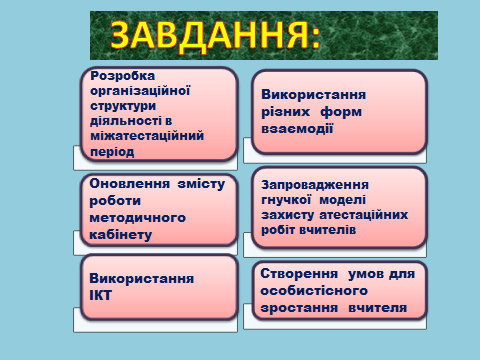 ЗАВДАННЯ:
Розробка
організаційної
структури
діяльності в
міжатестаційний
період
Використання
різних форм
взаємодії
Оновлення змісту
роботи
методичного
кабінету
Запровадження
гнучкої моделі
захисту атестаційних
робіт вчителів
Використання
ІКТ
Створення умов для
особистісного
зростання вчителя